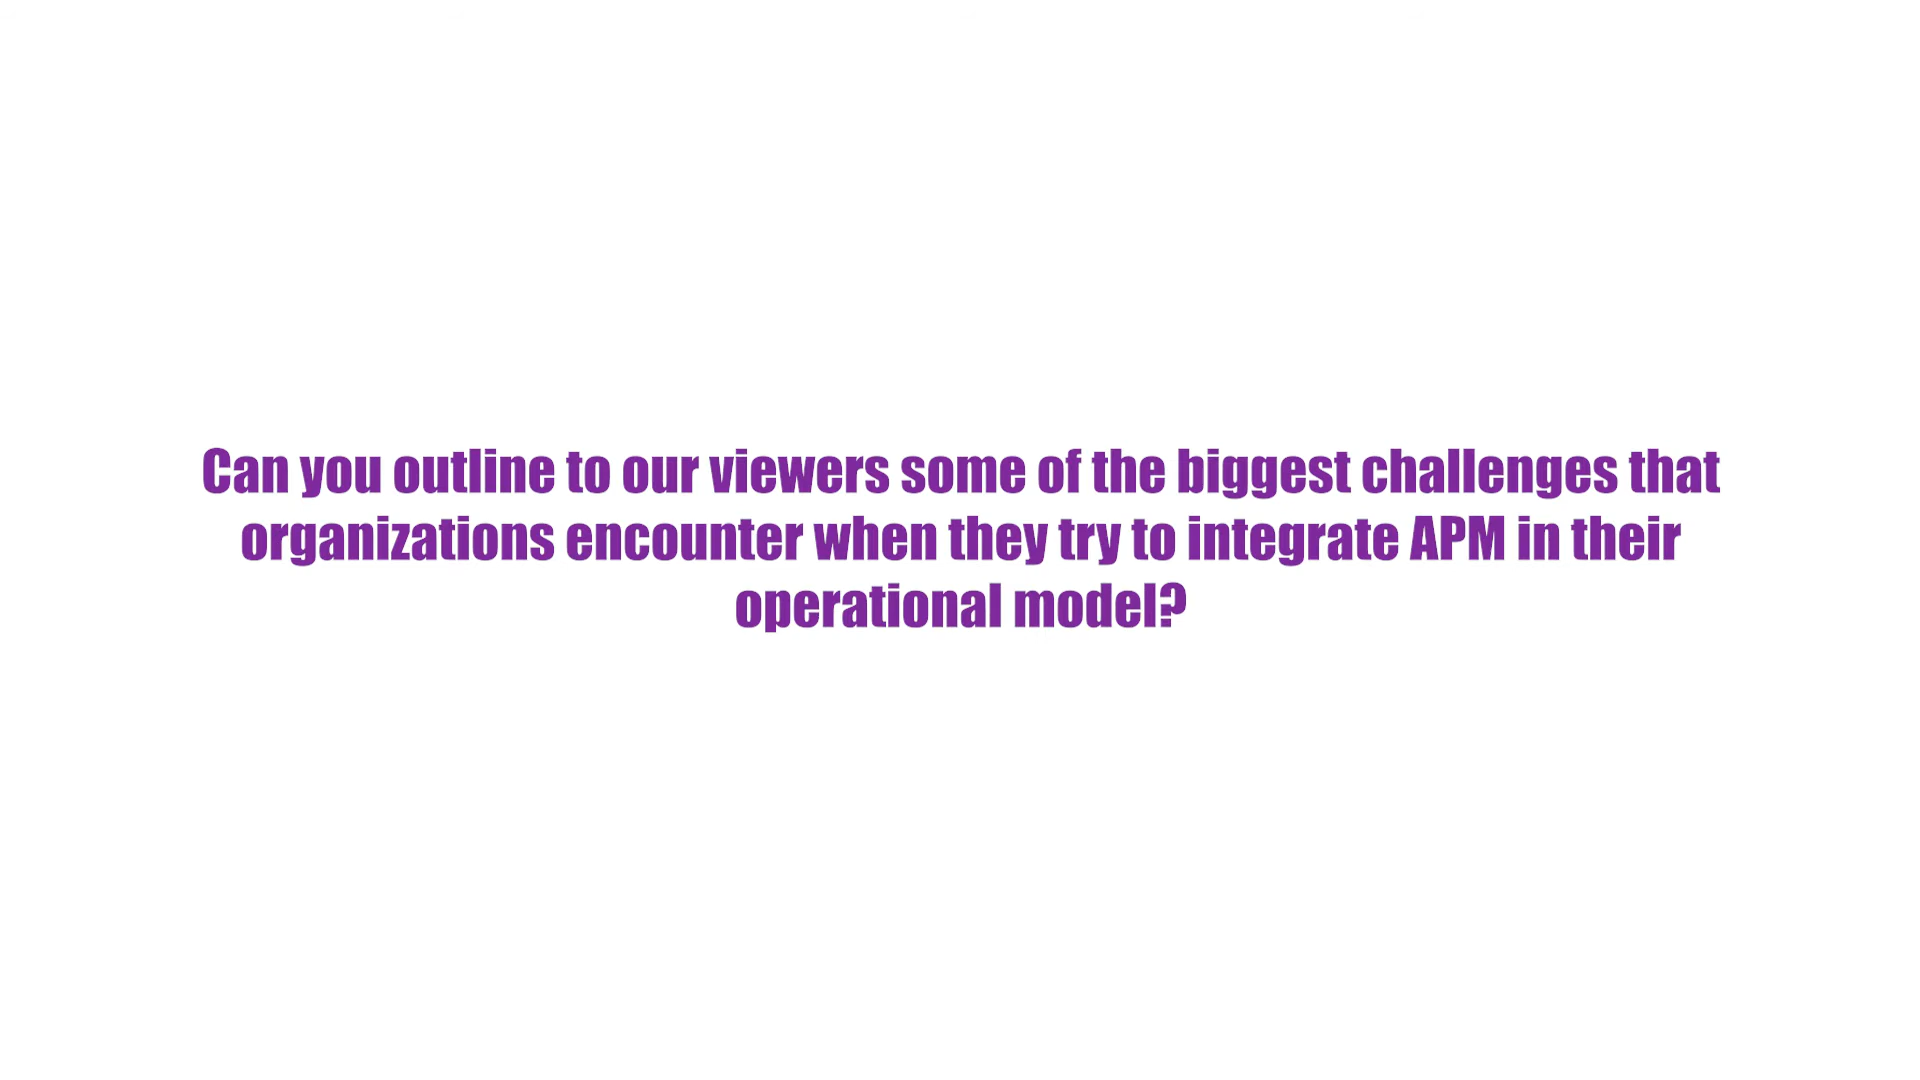 Can you outline to our viewers some of the biggest challenges that
organizations encounter when they try to integrate APM in their
operational model?